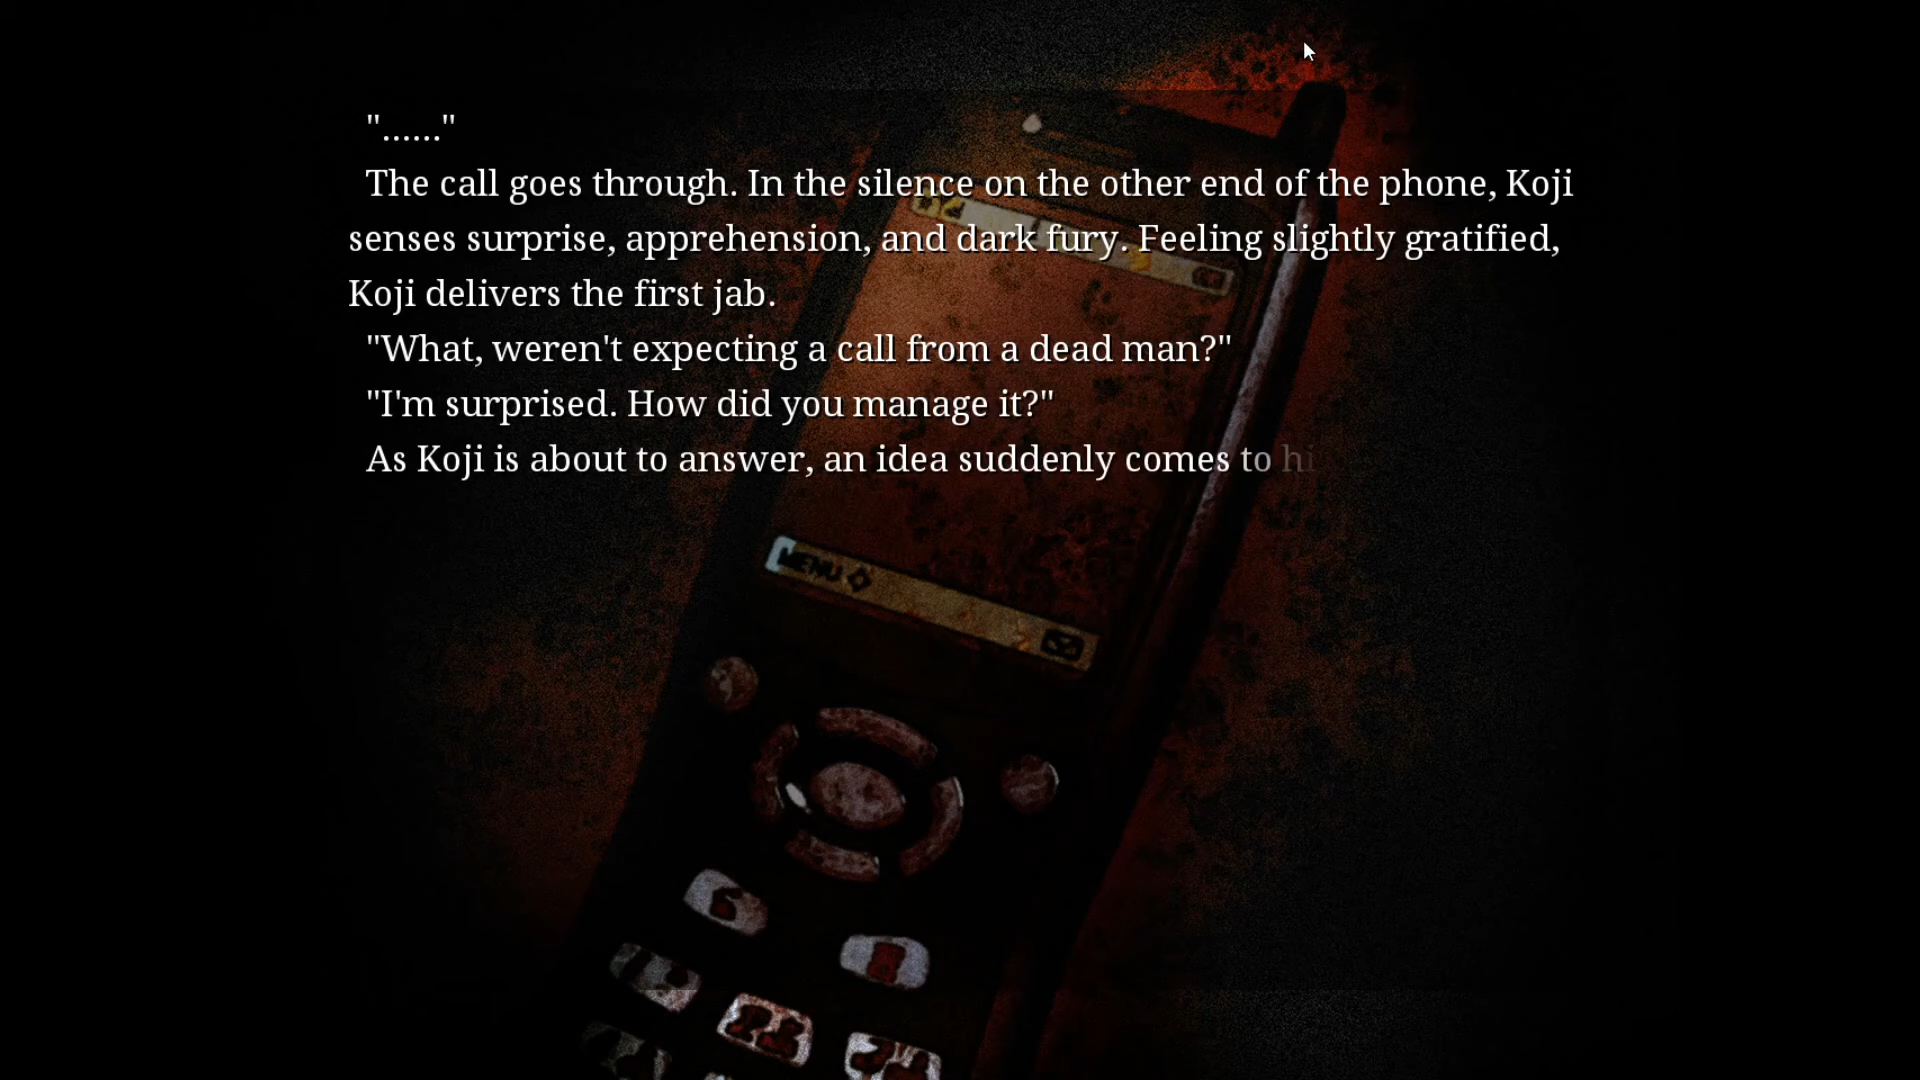 "......"
The call goes through. In the silence on the other end of the phone, Koji
senses surprise, apprehension, and dark fury. Feeling slightly gratified,
Koji delivers the first jab.
"What, weren't expecting a call from a dead man?"
"I'm surprised. How did you manage it?"
As Koji is about to answer, an idea suddenly comes to hi
MENU